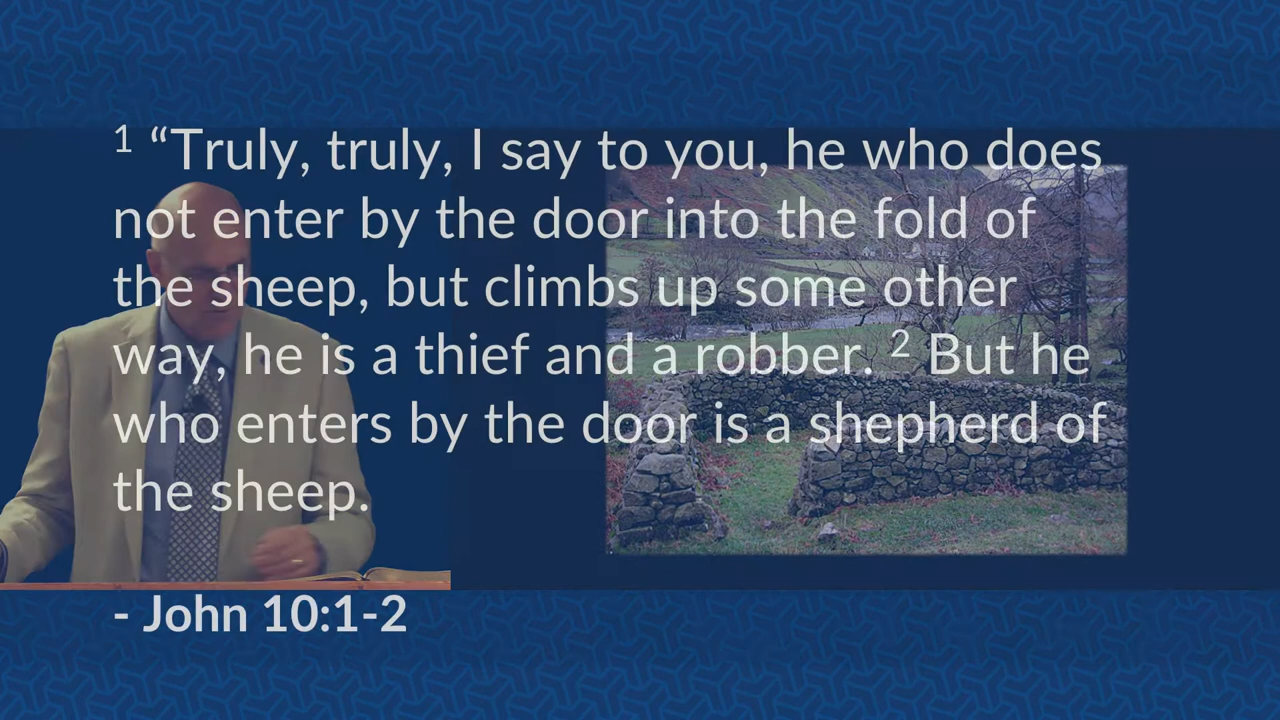 1 “Truly, truly, I say to you, he who does
not enter by the door into the fold of
the sheep, but climbs up some other
way, he is a thief and a robber. 2 But he
who enters by the door is a shepherd of
the sheep.
- John 10:1-2